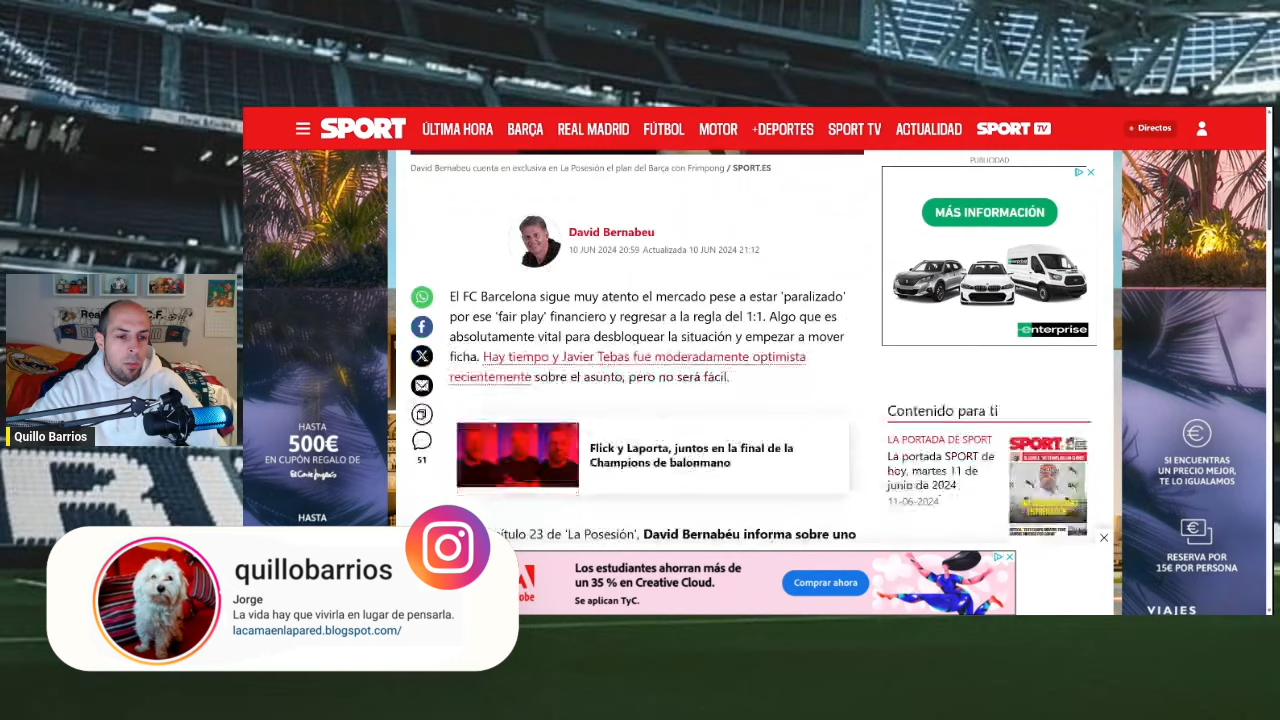 SPORT
ÚLTIMA HORA
BARÇA
REAL MADRID
FÚTBOL
MOTOR
+DEPORTES
SPORT TV
ACTUALIDAD
SPORT TV
Directos
David Bernabeu cuenta en exclusiva en La Posesión el plan del Barça con Frimpong / SPORT.ES
David Bernabeu
10 JUN 2024 20:59 Actualizada 10 JUN 2024 21:12
El FC Barcelona sigue muy atento el mercado pese a estar 'paralizado'
por ese 'fair play' financiero y regresar a la regla del 1:1. Algo que es
absolutamente vital para desbloquear la situación y empezar a mover
ficha. Hay tiempo y Javier Tebas fue moderadamente optimista
recientemente sobre el asunto, pero no será fácil.
51
Flick y Laporta, juntos en la final de la
Champions de balonmano
ítulo 23 de 'La Posesión', David Bernabéu informa sobre uno
PUBLICIDAD
MÁS INFORMACIÓN
enterprise
enterprise
Contenido para ti
LA PORTADA DE SPORT
La portada SPORT de
hoy, martes 11 de
junio de 2024
11-06-2024
SPORT
HASTA
500€
EN CUPÓN REGALO DE
El Corte Inglés
HASTA
SI ENCUENTRAS
UN PRECIO MEJOR,
TE LO IGUALAMOS
RESERVA POR
15€ POR PERSONA
VIAJES
Los estudiantes ahorran más de
un 35 % en Creative Cloud.
Se aplican TyC.
Comprar ahora
Quillo Barrios
quillobarrios
Jorge
La vida hay que vivirla en lugar de pensarla.
lacamaenlapared.blogspot.com/